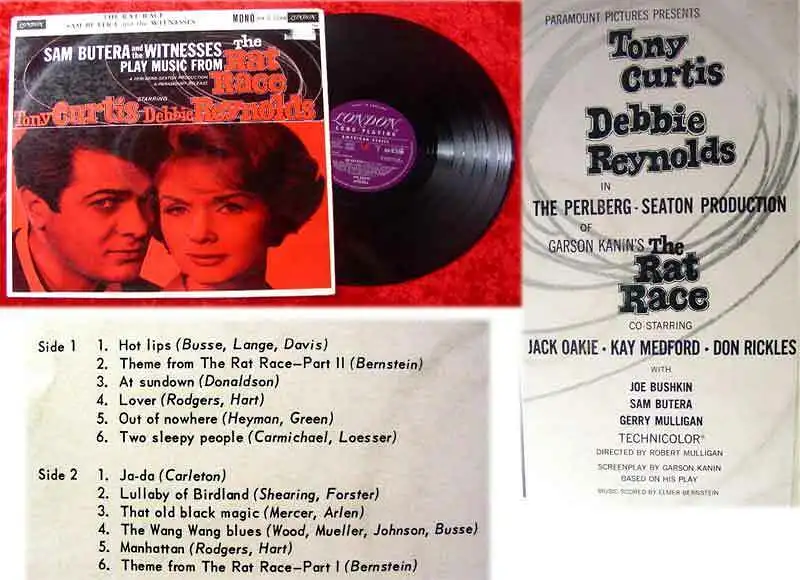 THE RAT RACE
SAM BUTERA and the WITNESSES
LONDON
MONO
LONDON
SAM BUTERA and the WITNESSES
PLAY MUSIC FROM
The Rat Race
A PERLBERG-SEATON PRODUCTION
A PARAMOUNT RELEASE
STARRING
Tony Curtis Debbie Reynolds
LONDON
LONG PLAYING
AMERICAN SERIES
PARAMOUNT PICTURES PRESENTS
Tony
Curtis
Debbie
Reynolds
IN
THE PERLBERG-SEATON PRODUCTION
OF
GARSON KANIN'S The
Rat
Race
CO-STARRING
JACK OAKIE · KAY MEDFORD · DON RICKLES
WITH
JOE BUSHKIN
SAM BUTERA
GERRY MULLIGAN
TECHNICOLOR®
DIRECTED BY ROBERT MULLIGAN
SCREENPLAY BY GARSON KANIN
BASED ON HIS PLAY
MUSIC SCORED BY ELMER BERNSTEIN
Side 1 1. Hot lips (Busse, Lange, Davis)
2. Theme from The Rat Race—Part II (Bernstein)
3. At sundown (Donaldson)
4. Lover (Rodgers, Hart)
5. Out of nowhere (Heyman, Green)
6. Two sleepy people (Carmichael, Loesser)
Side 2 1. Ja-da (Carleton)
2. Lullaby of Birdland (Shearing, Forster)
3. That old black magic (Mercer, Arlen)
4. The Wang Wang blues (Wood, Mueller, Johnson, Busse)
5. Manhattan (Rodgers, Hart)
6. Theme from The Rat Race—Part I (Bernstein)